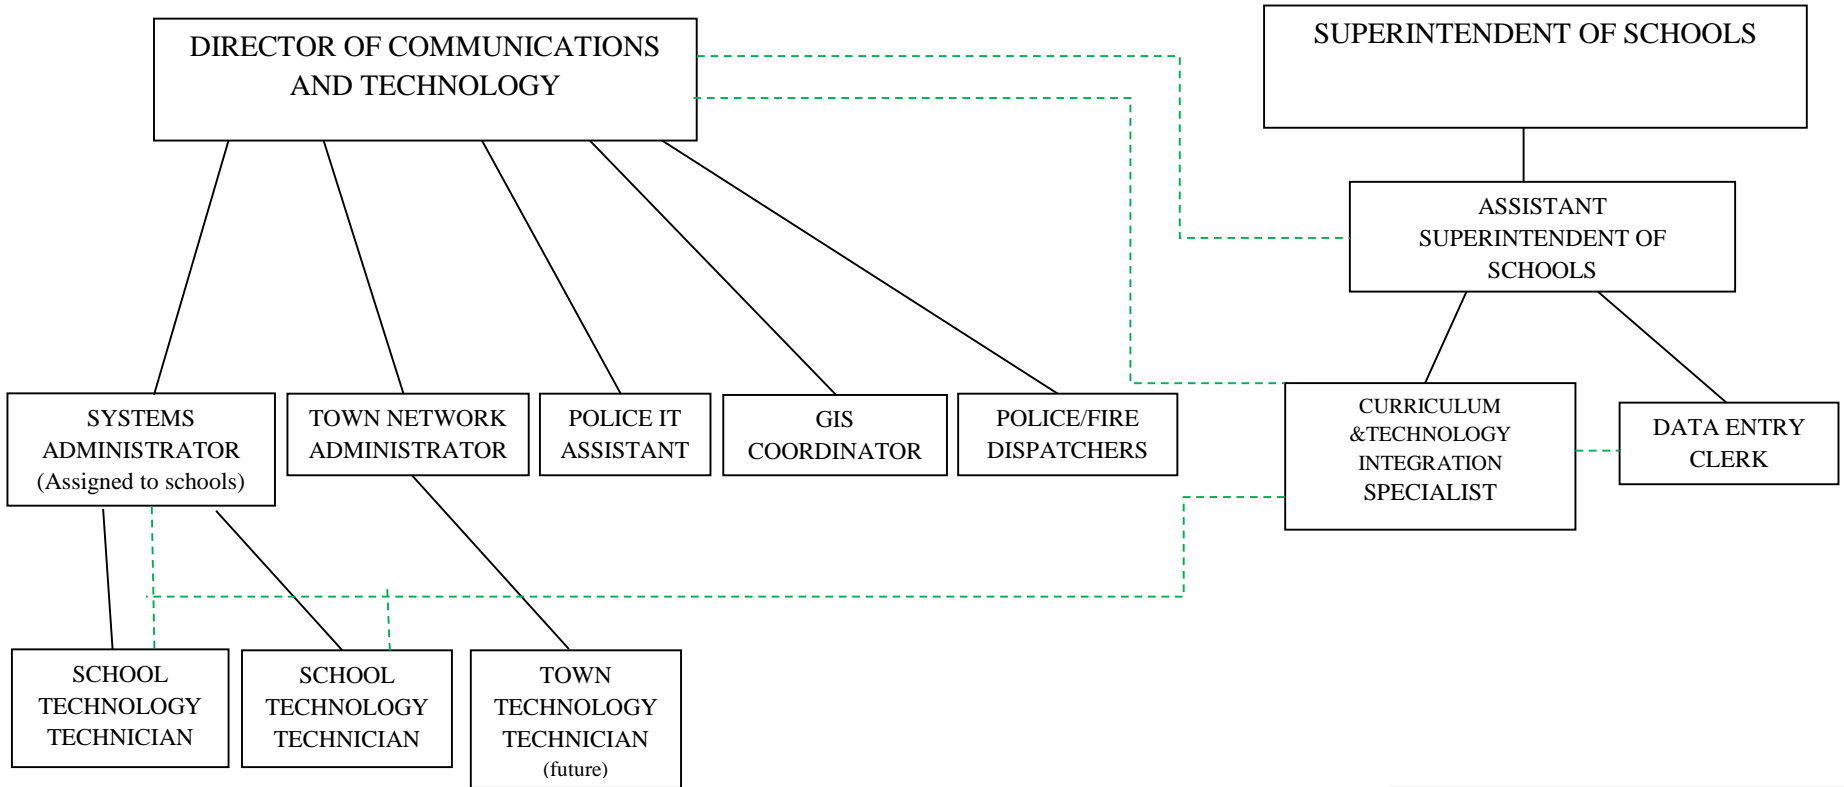 DIRECTOR OF COMMUNICATIONS
AND TECHNOLOGY
SUPERINTENDENT OF SCHOOLS
ASSISTANT
SUPERINTENDENT OF
SCHOOLS
SYSTEMS
ADMINISTRATOR
(Assigned to schools)
TOWN NETWORK
ADMINISTRATOR
POLICE IT
ASSISTANT
GIS
COORDINATOR
POLICE/FIRE
DISPATCHERS
CURRICULUM
&TECHNOLOGY
INTEGRATION
SPECIALIST
DATA ENTRY
CLERK
SCHOOL
TECHNOLOGY
TECHNICIAN
SCHOOL
TECHNOLOGY
TECHNICIAN
TOWN
TECHNOLOGY
TECHNICIAN
(future)